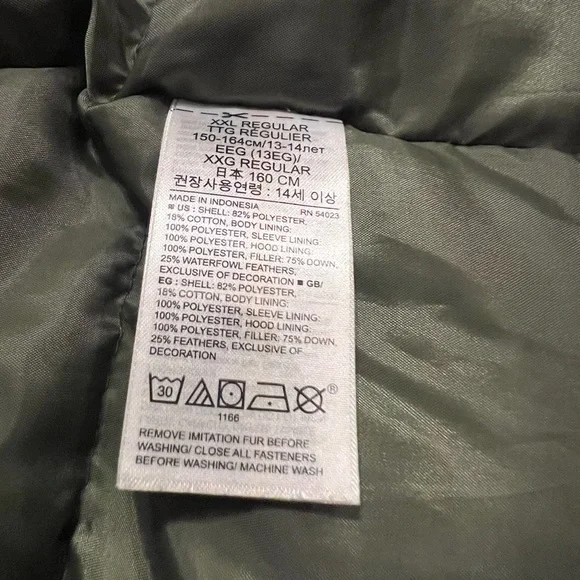 XXL REGULAR
TTG REGULIER
150-164CM/13-14лет
EEG (13EG)/
XXG REGULAR
日本 160 CM
권장사용연령 : 14세 이상
MADE IN INDONESIA RN 54023
■ US : SHELL: 82% POLYESTER,
18% COTTON, BODY LINING:
100% POLYESTER, SLEEVE LINING:
100% POLYESTER, HOOD LINING:
100% POLYESTER, FILLER: 75% DOWN,
25% WATERFOWL FEATHERS,
EXCLUSIVE OF DECORATION ■ GB/
EG : SHELL: 82% POLYESTER,
18% COTTON, BODY LINING:
100% POLYESTER, SLEEVE LINING:
100% POLYESTER, HOOD LINING:
100% POLYESTER, FILLER: 75% DOWN,
25% FEATHERS, EXCLUSIVE OF
DECORATION
30 ®
1166
REMOVE IMITATION FUR BEFORE
WASHING/ CLOSE ALL FASTENERS
BEFORE WASHING/ MACHINE WASH